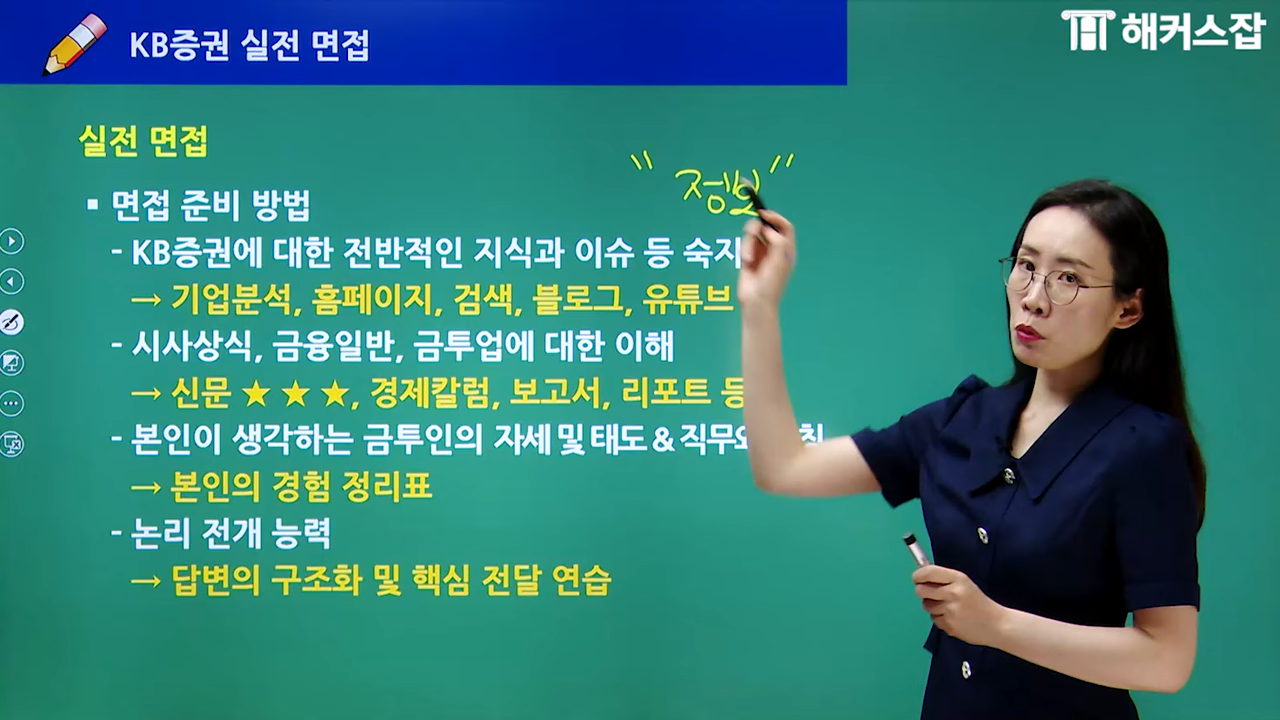 KB증권 실전 면접
해커스잡
실전 면접
"정보"
▪ 면접 준비 방법
- KB증권에 대한 전반적인 지식과 이슈 등 숙지
→ 기업분석, 홈페이지, 검색, 블로그, 유튜브
- 시사상식, 금융일반, 금투업에 대한 이해
→ 신문 ★ ★ ★, 경제칼럼, 보고서, 리포트 등
- 본인이 생각하는 금투인의 자세 및 태도 &
→ 본인의 경험 정리표
- 논리 전개 능력
→ 답변의 구조화 및 핵심 전달 연습